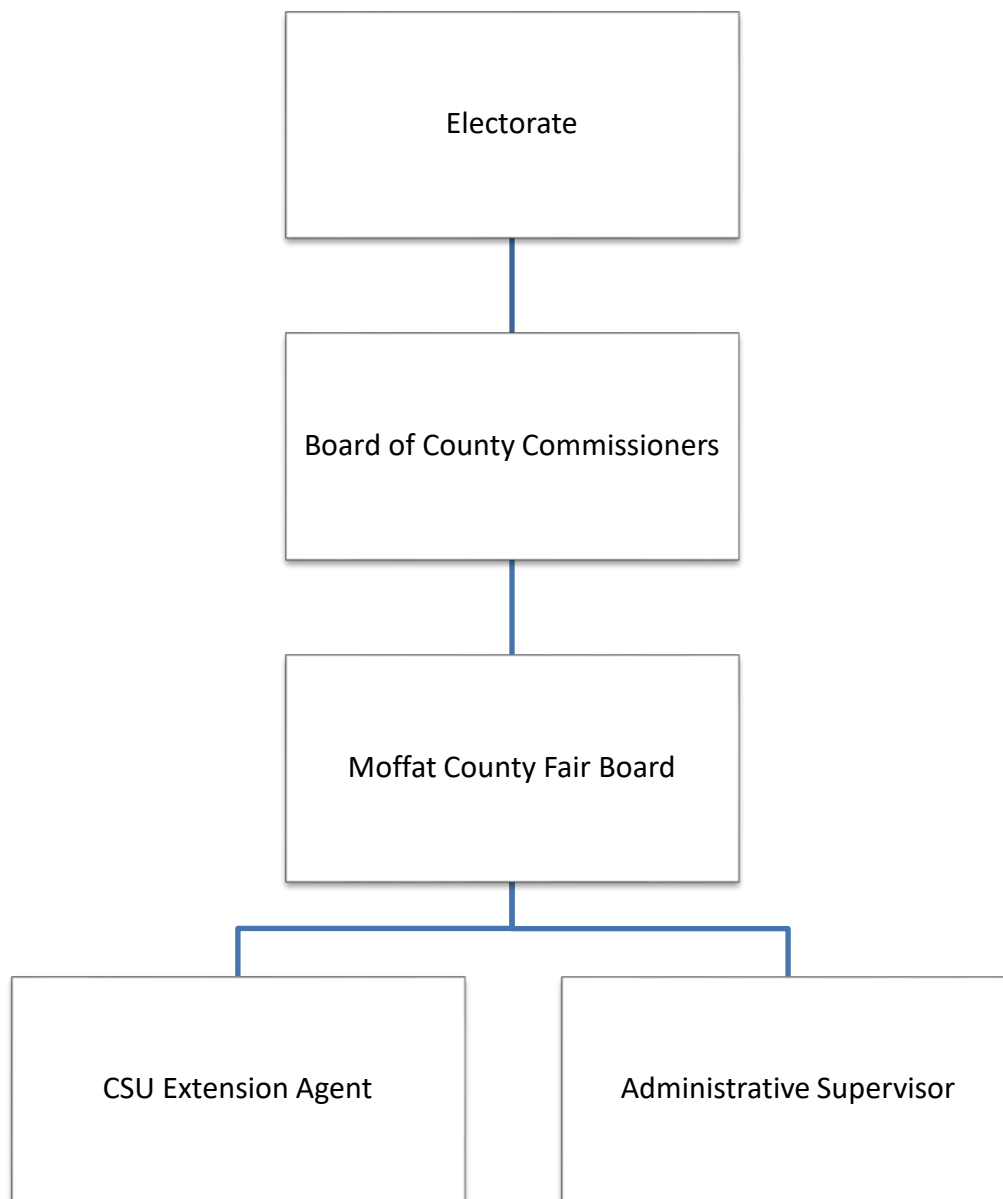 Electorate
Board of County Commissioners
Moffat County Fair Board
CSU Extension Agent
Administrative Supervisor